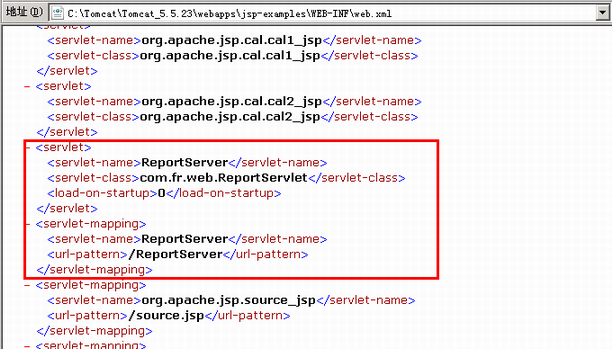 地址(D) C:\Tomcat\Tomcat_5.5.23\webapps\jsp-examples\WEB-INF\web.xml
- <servlet>
<servlet-name>org.apache.jsp.cal.cal1_jsp</servlet-name>
<servlet-class>org.apache.jsp.cal.cal1_jsp</servlet-class>
</servlet>
- <servlet>
<servlet-name>org.apache.jsp.cal.cal2_jsp</servlet-name>
<servlet-class>org.apache.jsp.cal.cal2_jsp</servlet-class>
</servlet>
- <servlet>
<servlet-name>ReportServer</servlet-name>
<servlet-class>com.fr.web.ReportServlet</servlet-class>
<load-on-startup>0</load-on-startup>
</servlet>
- <servlet-mapping>
<servlet-name>ReportServer</servlet-name>
<url-pattern>/ReportServer</url-pattern>
</servlet-mapping>
- <servlet-mapping>
<servlet-name>org.apache.jsp.source_jsp</servlet-name>
<url-pattern>/source.jsp</url-pattern>
</servlet-mapping>
- <servlet-mapping>